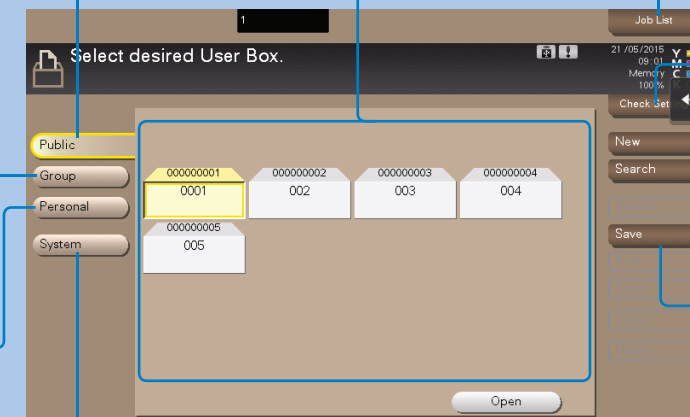 1
Job List
Select desired User Box.
21/05/2015
09:01
Memory
100%
Y
M
C
K
Check Set
Public
Group
Personal
System
000000001
0001
000000002
002
000000003
003
000000004
004
000000005
005
New
Search
Save
Open